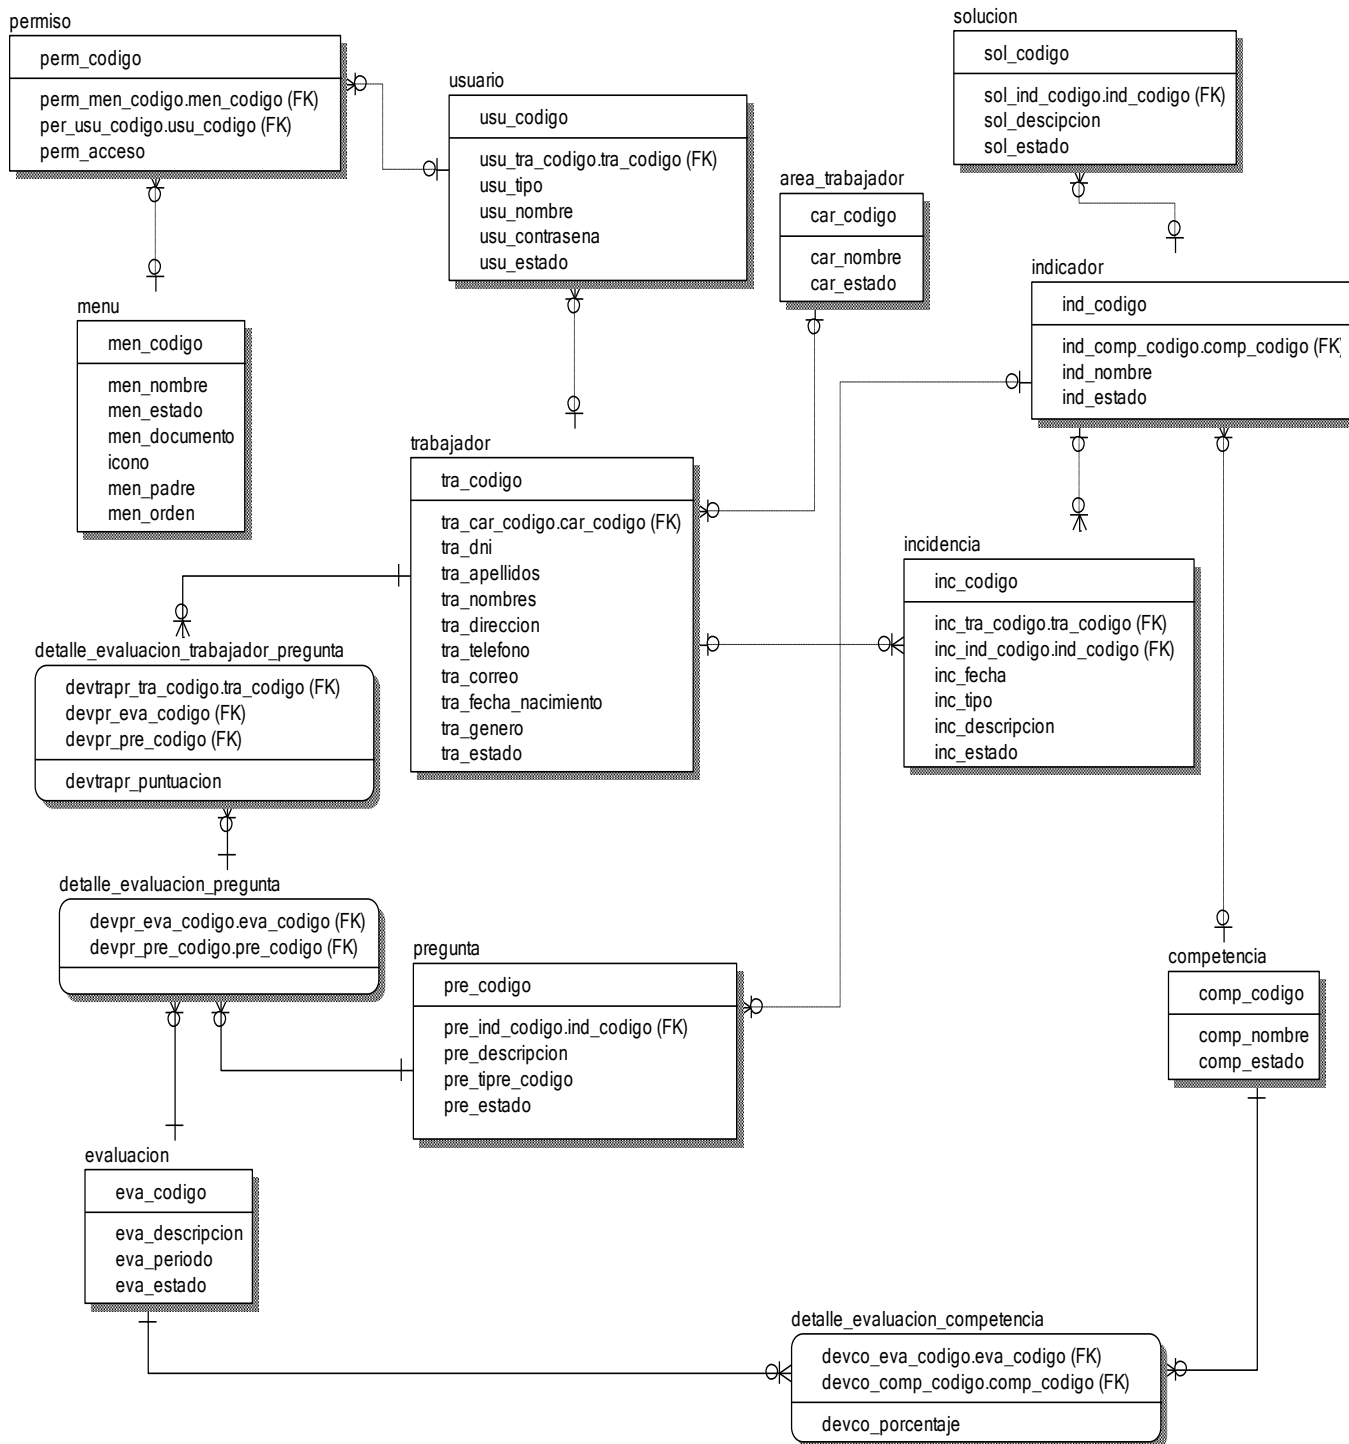 permiso
perm_codigo
perm_men_codigo.men_codigo (FK)
per_usu_codigo.usu_codigo (FK)
perm_acceso
usuario
usu_codigo
usu_tra_codigo.tra_codigo (FK)
usu_tipo
usu_nombre
usu_contrasena
usu_estado
solucion
sol_codigo
sol_ind_codigo.ind_codigo (FK)
sol_descipcion
sol_estado
area_trabajador
car_codigo
car_nombre
car_estado
indicador
ind_codigo
ind_comp_codigo.comp_codigo (FK)
ind_nombre
ind_estado
menu
men_codigo
men_nombre
men_estado
men_documento
icono
men_padre
men_orden
trabajador
tra_codigo
tra_car_codigo.car_codigo (FK)
tra_dni
tra_apellidos
tra_nombres
tra_direccion
tra_telefono
tra_correo
tra_fecha_nacimiento
tra_genero
tra_estado
incidencia
inc_codigo
inc_tra_codigo.tra_codigo (FK)
inc_ind_codigo.ind_codigo (FK)
inc_fecha
inc_tipo
inc_descripcion
inc_estado
detalle_evaluacion_trabajador_pregunta
devtrapr_tra_codigo.tra_codigo (FK)
devpr_eva_codigo (FK)
devpr_pre_codigo (FK)
devtrapr_puntuacion
detalle_evaluacion_pregunta
devpr_eva_codigo.eva_codigo (FK)
devpr_pre_codigo.pre_codigo (FK)
pregunta
pre_codigo
pre_ind_codigo.ind_codigo (FK)
pre_descripcion
pre_tipre_codigo
pre_estado
competencia
comp_codigo
comp_nombre
comp_estado
evaluacion
eva_codigo
eva_descripcion
eva_periodo
eva_estado
detalle_evaluacion_competencia
devco_eva_codigo.eva_codigo (FK)
devco_comp_codigo.comp_codigo (FK)
devco_porcentaje